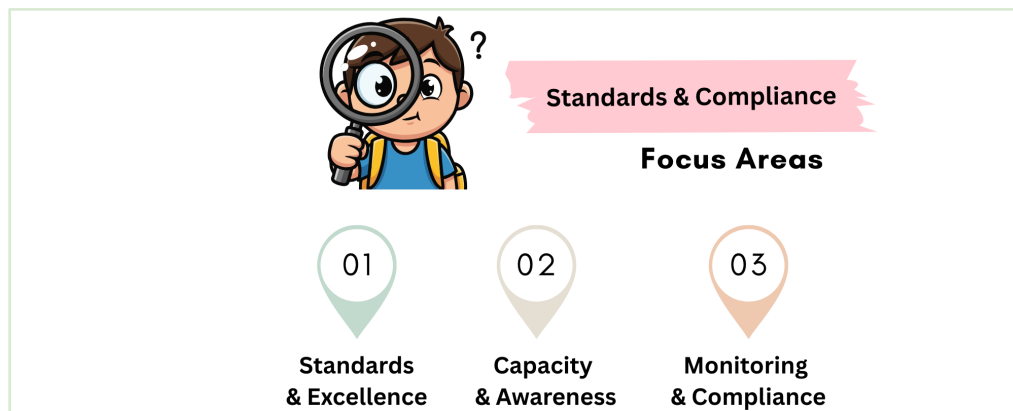 ?
Standards & Compliance
Focus Areas
01
02
03
Standards
& Excellence
Capacity
& Awareness
Monitoring
& Compliance